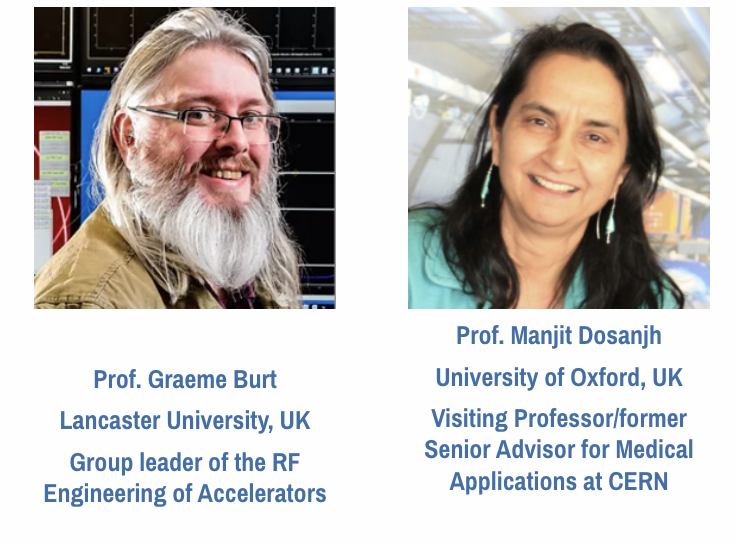 Prof. Graeme Burt
Lancaster University, UK
Group leader of the RF
Engineering of Accelerators
Prof. Manjit Dosanjh
University of Oxford, UK
Visiting Professor/former
Senior Advisor for Medical
Applications at CERN